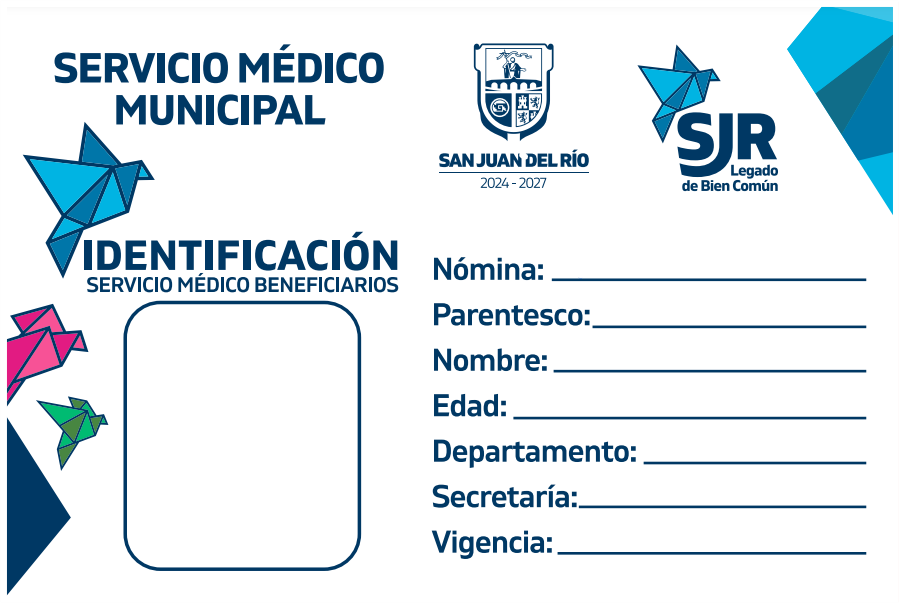 SERVICIO MÉDICO
MUNICIPAL
SAN JUAN DEL RÍO
2024 - 2027
SJR
Legado
de Bien Común
IDENTIFICACIÓN
SERVICIO MÉDICO BENEFICIARIOS
Nómina:
Parentesco:
Nombre:
Edad:
Departamento:
Secretaría:
Vigencia: